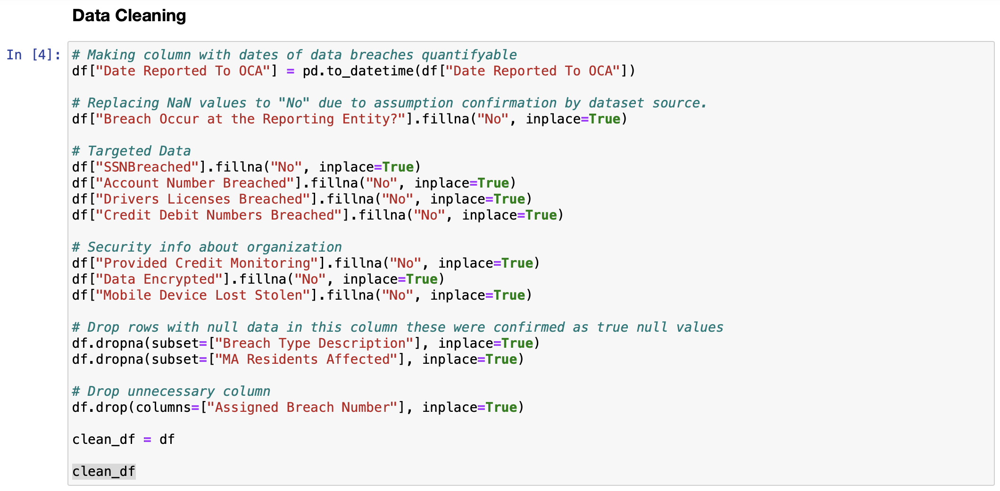 Data Cleaning
In [4]:
# Making column with dates of data breaches quantifyable
df["Date Reported To OCA"] = pd.to_datetime(df["Date Reported To OCA"])
# Replacing NaN values to "No" due to assumption confirmation by dataset source.
df["Breach Occur at the Reporting Entity?"].fillna("No", inplace=True)
# Targeted Data
df["SSNBreached"].fillna("No", inplace=True)
df["Account Number Breached"].fillna("No", inplace=True)
df["Drivers Licenses Breached"].fillna("No", inplace=True)
df["Credit Debit Numbers Breached"].fillna("No", inplace=True)
# Security info about organization
df["Provided Credit Monitoring"].fillna("No", inplace=True)
df["Data Encrypted"].fillna("No", inplace=True)
df["Mobile Device Lost Stolen"].fillna("No", inplace=True)
# Drop rows with null data in this column these were confirmed as true null values
df.dropna(subset=["Breach Type Description"], inplace=True)
df.dropna(subset=["MA Residents Affected"], inplace=True)
# Drop unnecessary column
df.drop(columns=["Assigned Breach Number"], inplace=True)
clean_df = df
clean_df